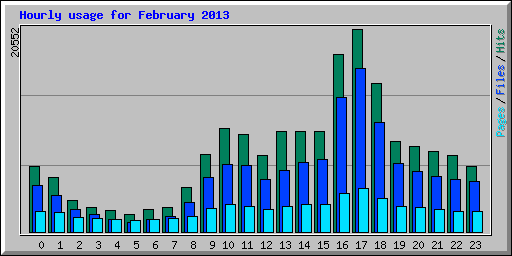 Hourly usage for February 2013
20552
Pages/Files/Hits
0 1 2 3 4 5 6 7 8 9 10 11 12 13 14 15 16 17 18 19 20 21 22 23